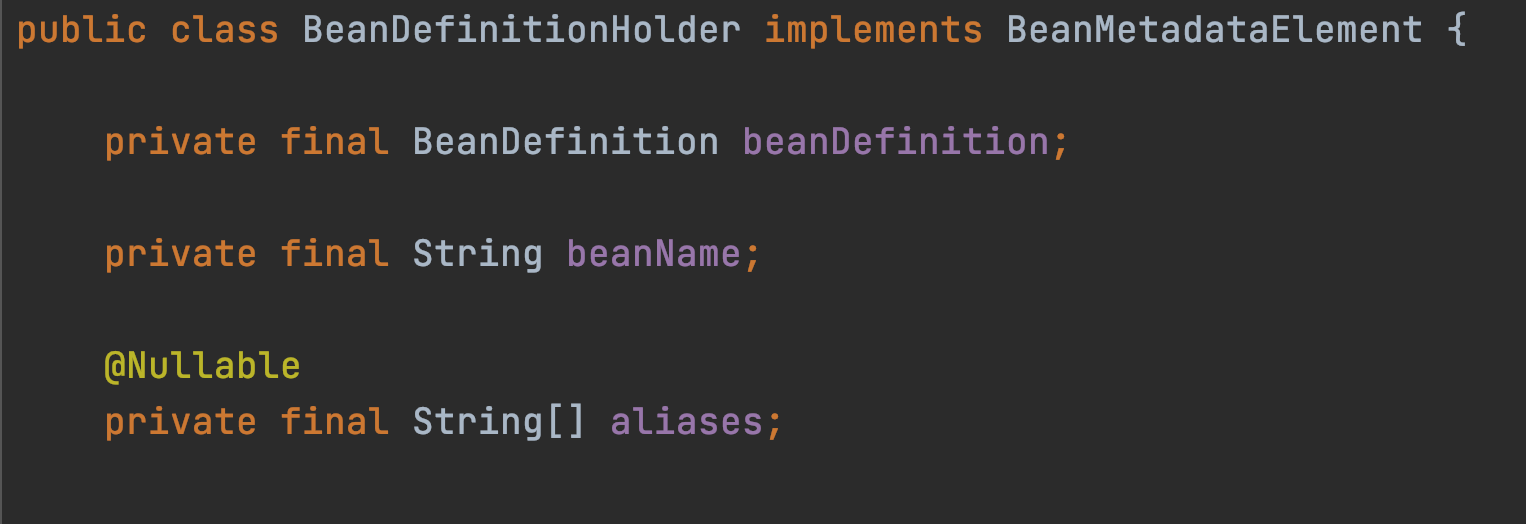 public class BeanDefinitionHolder implements BeanMetadataElement {
private final BeanDefinition beanDefinition;
private final String beanName;
@Nullable
private final String[] aliases;